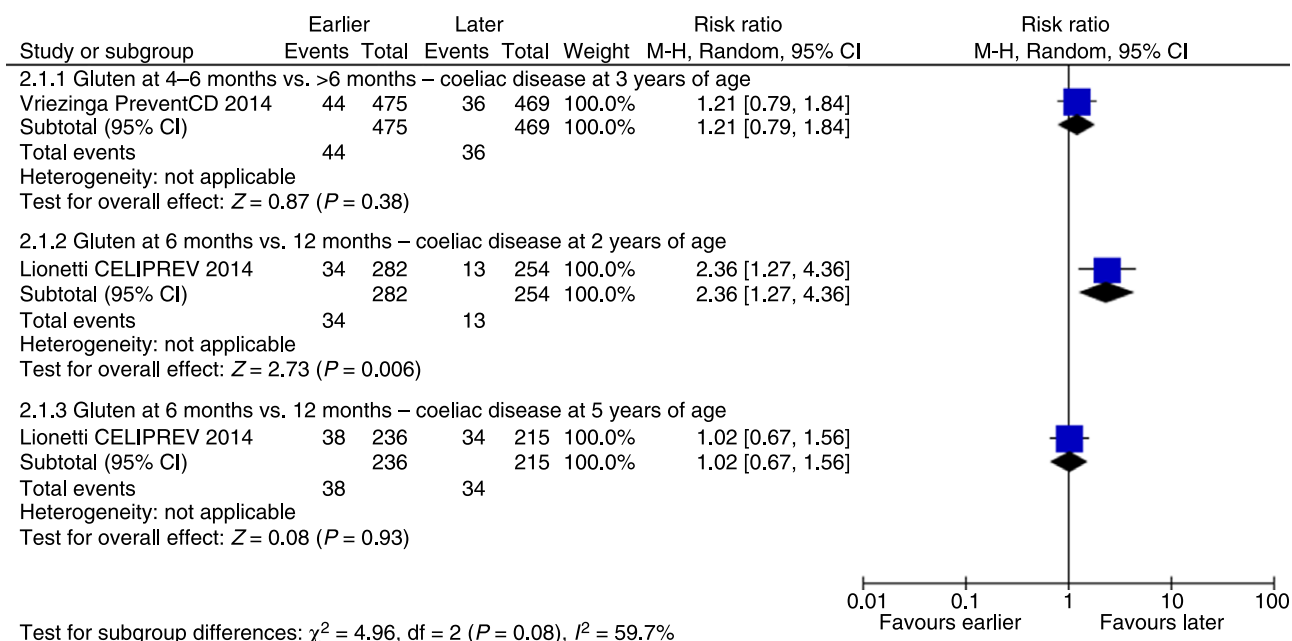 Earlier Later Risk ratio Risk ratio
Study or subgroup Events Total Events Total Weight M-H, Random, 95% CI M-H, Random, 95% CI
2.1.1 Gluten at 4–6 months vs. >6 months – coeliac disease at 3 years of age
Vriezinga PreventCD 2014 44 475 36 469 100.0% 1.21 [0.79, 1.84]
Subtotal (95% CI) 475 469 100.0% 1.21 [0.79, 1.84]
Total events 44 36
Heterogeneity: not applicable
Test for overall effect: Z = 0.87 (P = 0.38)
2.1.2 Gluten at 6 months vs. 12 months – coeliac disease at 2 years of age
Lionetti CELIPREV 2014 34 282 13 254 100.0% 2.36 [1.27, 4.36]
Subtotal (95% CI) 282 254 100.0% 2.36 [1.27, 4.36]
Total events 34 13
Heterogeneity: not applicable
Test for overall effect: Z = 2.73 (P = 0.006)
2.1.3 Gluten at 6 months vs. 12 months – coeliac disease at 5 years of age
Lionetti CELIPREV 2014 38 236 34 215 100.0% 1.02 [0.67, 1.56]
Subtotal (95% CI) 236 215 100.0% 1.02 [0.67, 1.56]
Total events 38 34
Heterogeneity: not applicable
Test for overall effect: Z = 0.08 (P = 0.93)
0.01 0.1 1 10 100
Favours earlier Favours later
Test for subgroup differences: χ² = 4.96, df = 2 (P = 0.08), I² = 59.7%